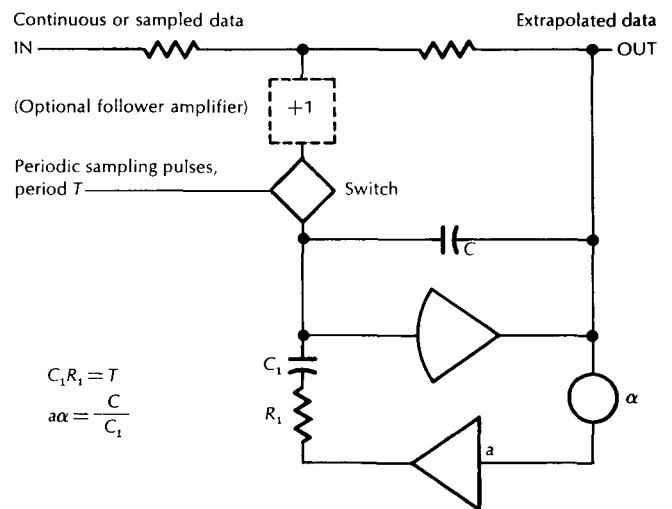 Continuous or sampled data
Extrapolated data
IN
OUT
(Optional follower amplifier)
+1
Periodic sampling pulses,
period T
Switch
C
C₁
C₁R₁ = T
R₁
α
aα = C/C₁
a